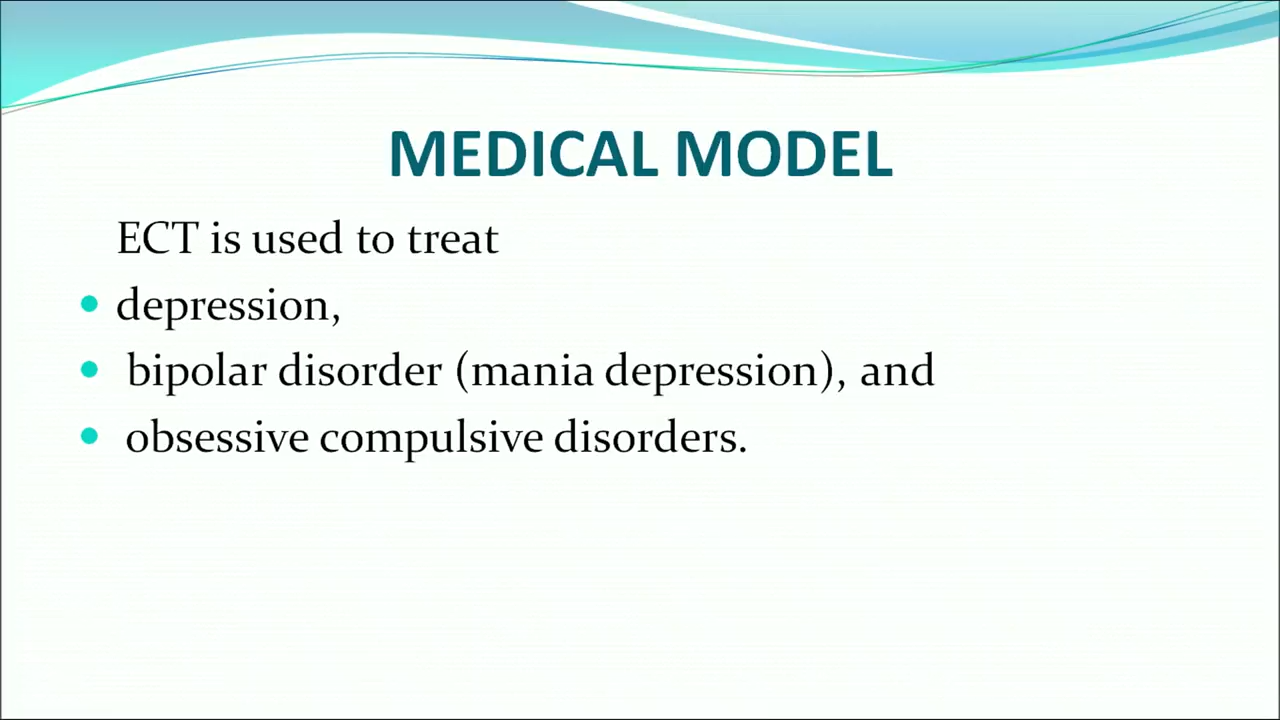 MEDICAL MODEL
ECT is used to treat
• depression,
• bipolar disorder (mania depression), and
• obsessive compulsive disorders.